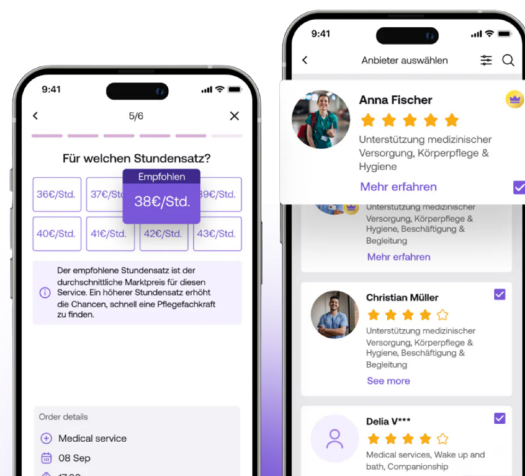 9:41
5/6
Für welchen Stundensatz?
Empfohlen
36€/Std.
37€/Std
38€/Std.
39€/Std.
40€/Std.
41€/Std.
42€/Std.
43€/Std.
Der empfohlene Stundensatz ist der
durchschnittliche Marktpreis für diesen
Service. Ein höherer Stundensatz erhöht
die Chancen, schnell eine Pflegefachkraft
zu finden.
Order details
Medical service
08 Sep
9:41
Anbieter auswählen
Anna Fischer
Unterstützung medizinischer
Versorgung, Körperpflege &
Hygiene
Mehr erfahren
Unterstützung medizinischer
Versorgung, Körperpflege &
Hygiene, Beschäftigung &
Begleitung
Mehr erfahren
Christian Müller
Unterstützung medizinischer
Versorgung, Körperpflege &
Hygiene, Beschäftigung &
Begleitung
See more
Delia V***
Medical services, Wake up and
bath, Companionship